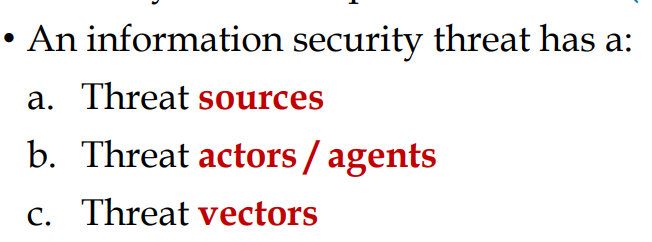 • An information security threat has a:
a. Threat sources
b. Threat actors / agents
c. Threat vectors